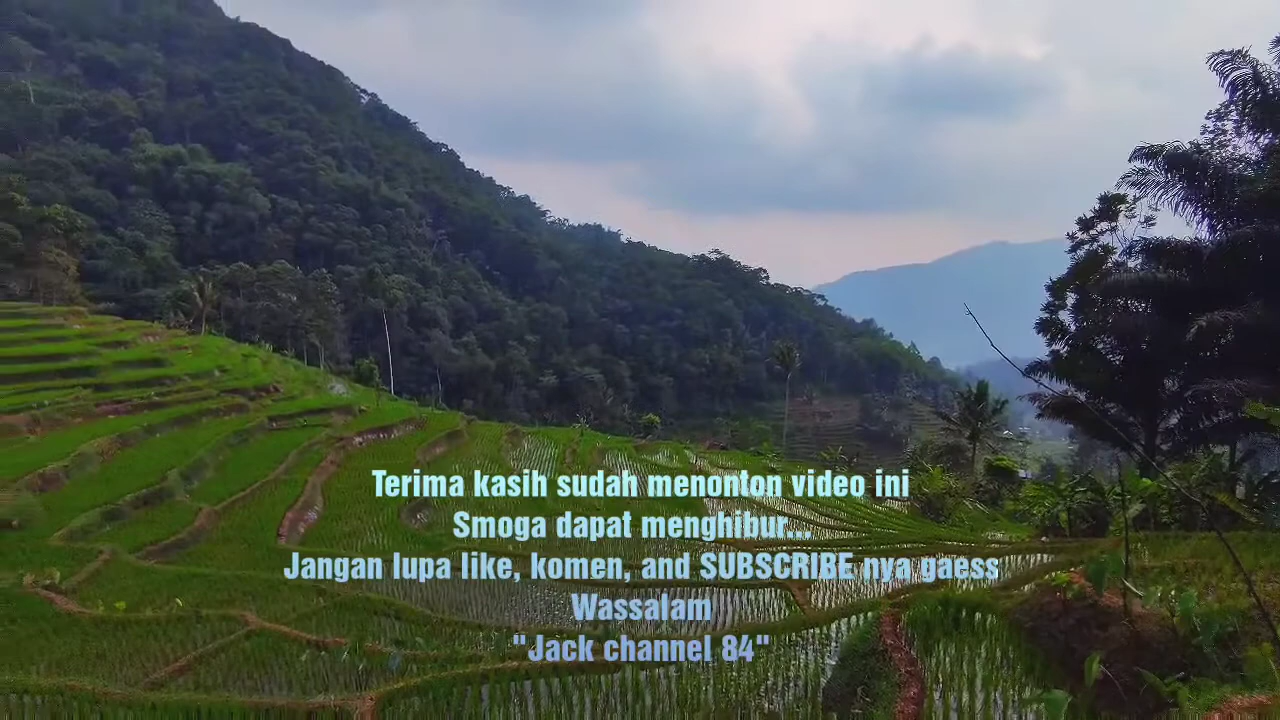 Terima kasih sudah menonton video ini
Smoga dapat menghibur...
Jangan lupa like, komen, and SUBSCRIBE nya gaess
Wassalam
"Jack channel 84"